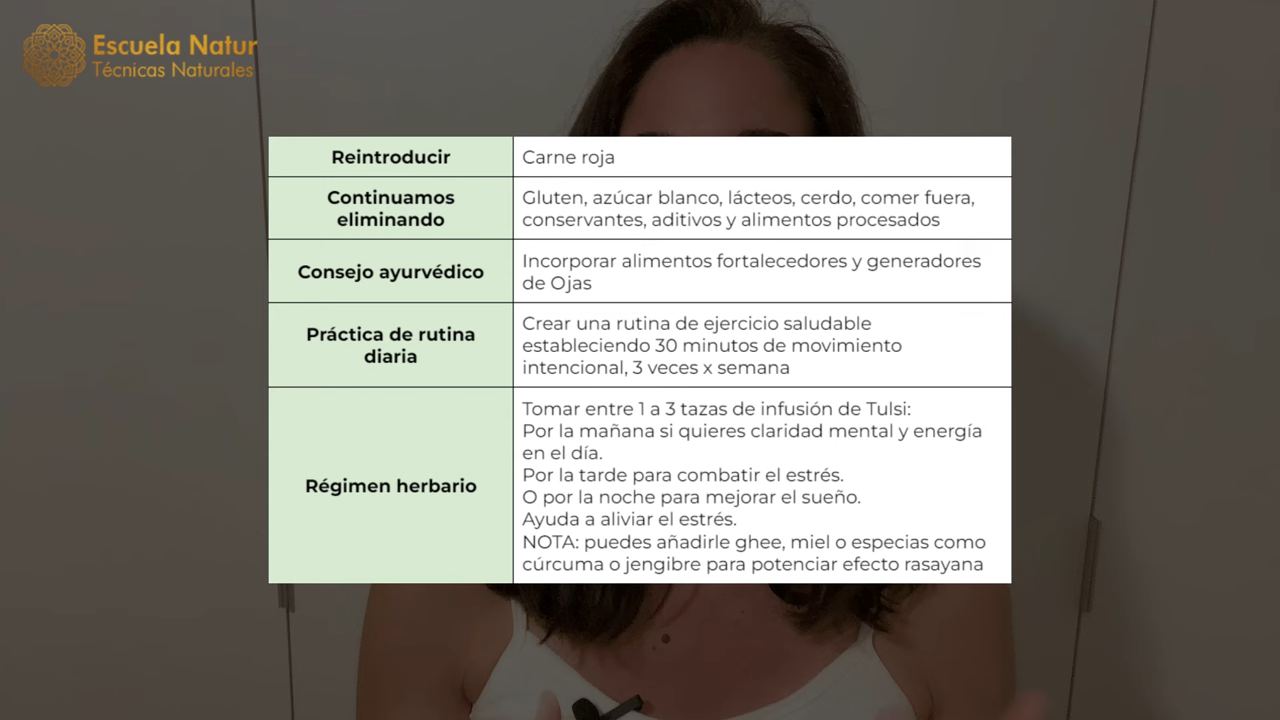 Escuela Natur
Técnicas Naturales
Reintroducir
Carne roja
Continuamos
eliminando
Gluten, azúcar blanco, lácteos, cerdo, comer fuera,
conservantes, aditivos y alimentos procesados
Consejo ayurvédico
Incorporar alimentos fortalecedores y generadores
de Ojas
Práctica de rutina
diaria
Crear una rutina de ejercicio saludable
estableciendo 30 minutos de movimiento
intencional, 3 veces x semana
Régimen herbario
Tomar entre 1 a 3 tazas de infusión de Tulsi:
Por la mañana si quieres claridad mental y energía
en el día.
Por la tarde para combatir el estrés.
O por la noche para mejorar el sueño.
Ayuda a aliviar el estrés.
NOTA: puedes añadirle ghee, miel o especias como
cúrcuma o jengibre para potenciar efecto rasayana